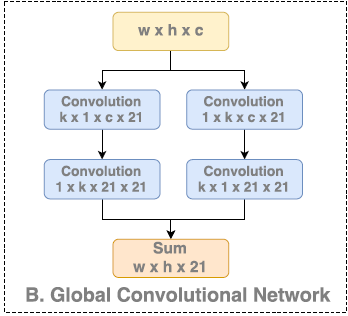 w x h x c
Convolution
k x 1 x c x 21
Convolution
1 x k x c x 21
Convolution
1 x k x 21 x 21
Convolution
k x 1 x 21 x 21
Sum
w x h x 21
B. Global Convolutional Network